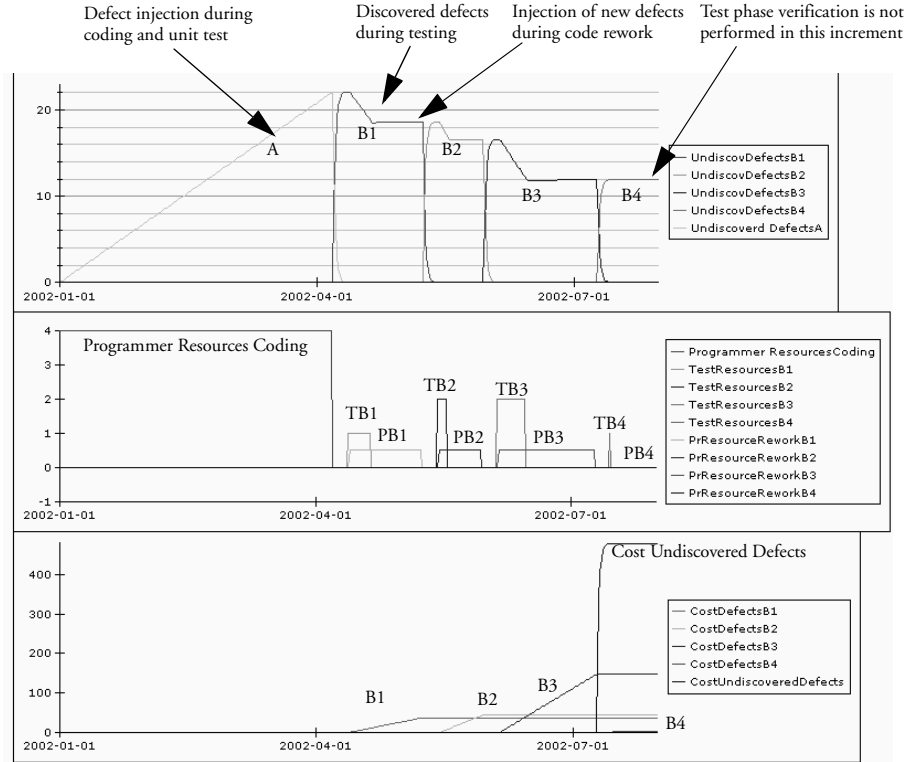 Defect injection during
coding and unit test
Discovered defects
during testing
Injection of new defects
during code rework
Test phase verification is not
performed in this increment
20
10
0
A
B1
B2
B3
B4
2002-01-01
2002-04-01
2002-07-01
UndiscovDefectsB1
UndiscovDefectsB2
UndiscovDefectsB3
UndiscovDefectsB4
Undiscoverd DefectsA
4
3
2
1
0
-1
Programmer Resources Coding
TB1
PB1
TB2
PB2
TB3
PB3
TB4
PB4
2002-01-01
2002-04-01
2002-07-01
Programmer ResourcesCoding
TestResourcesB1
TestResourcesB2
TestResourcesB3
TestResourcesB4
PrResourceReworkB1
PrResourceReworkB2
PrResourceReworkB3
PrResourceReworkB4
400
300
200
100
0
Cost Undiscovered Defects
B1
B2
B3
B4
2002-01-01
2002-04-01
2002-07-01
CostDefectsB1
CostDefectsB2
CostDefectsB3
CostDefectsB4
CostUndiscoveredDefects